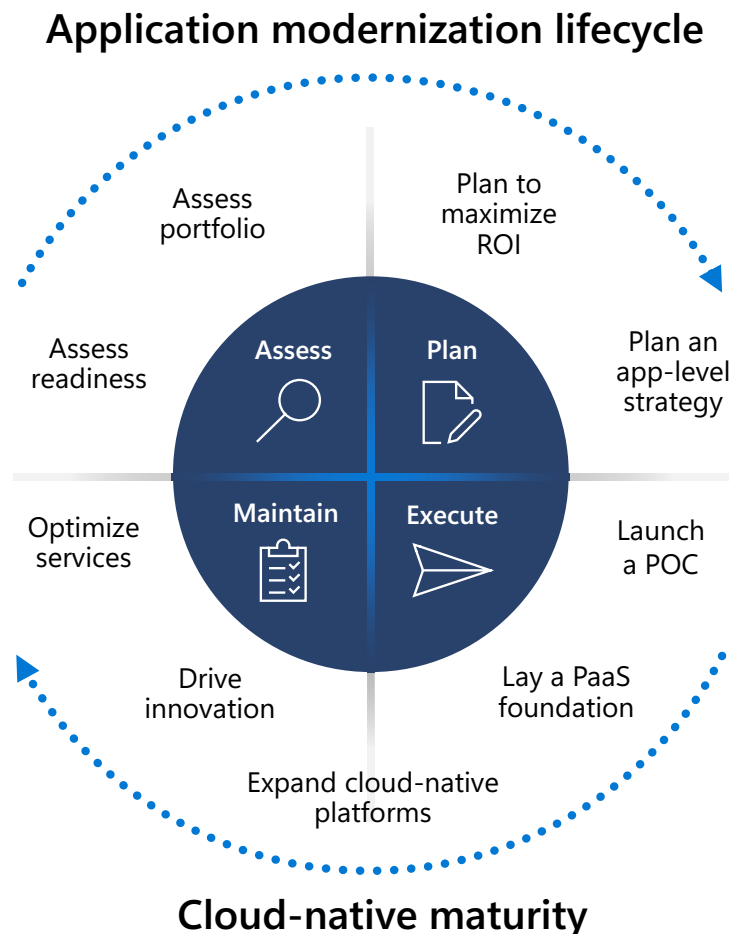 Application modernization lifecycle
Assess
portfolio
Plan to
maximize
ROI
Assess
readiness
Assess
Plan
Plan an
app-level
strategy
Optimize
services
Maintain
Execute
Launch
a POC
Drive
innovation
Lay a PaaS
foundation
Expand cloud-native
platforms
Cloud-native maturity